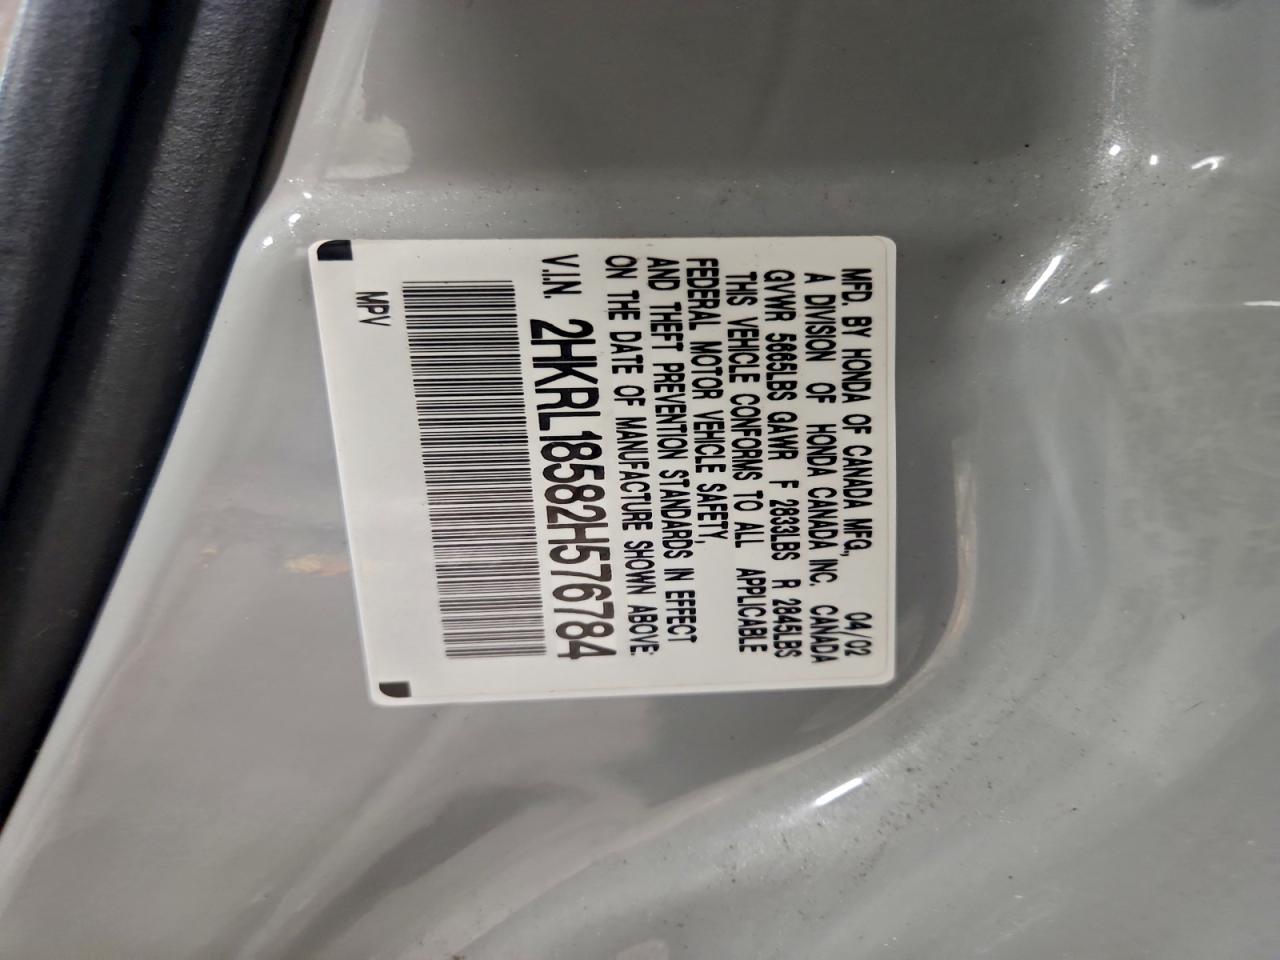 MFD. BY HONDA OF CANADA MFG., 04/02
A DIVISION OF HONDA CANADA INC. CANADA
GVWR 5665LBS GAWR F 2833LBS R 2845LBS
THIS VEHICLE CONFORMS TO ALL APPLICABLE
FEDERAL MOTOR VEHICLE SAFETY
AND THEFT PREVENTION STANDARDS IN EFFECT
ON THE DATE OF MANUFACTURE SHOWN ABOVE.
V.I.N. 2HKRL18582H576784
MPV